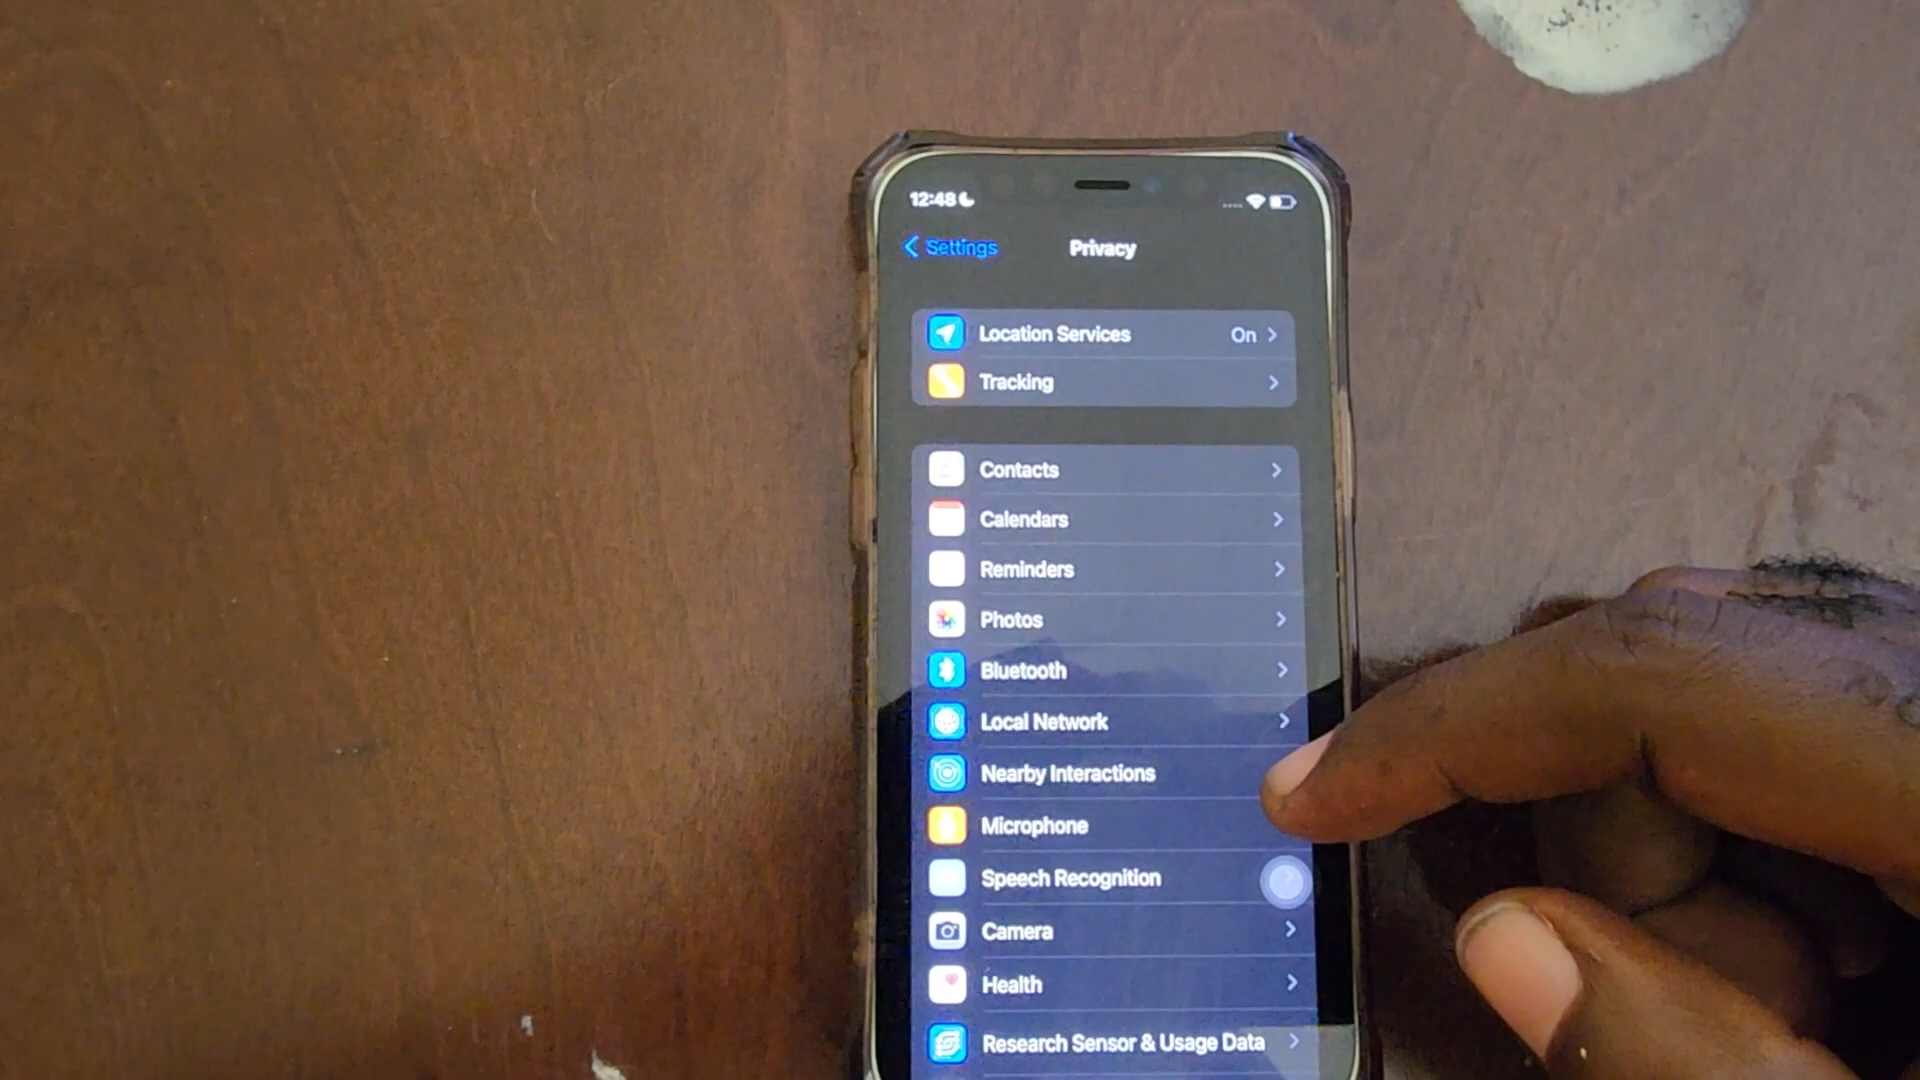 12:48
Settings
Privacy
Location Services On
Tracking
Contacts
Calendars
Reminders
Photos
Bluetooth
Local Network
Nearby Interactions
Microphone
Speech Recognition
Camera
Health
Research Sensor & Usage Data